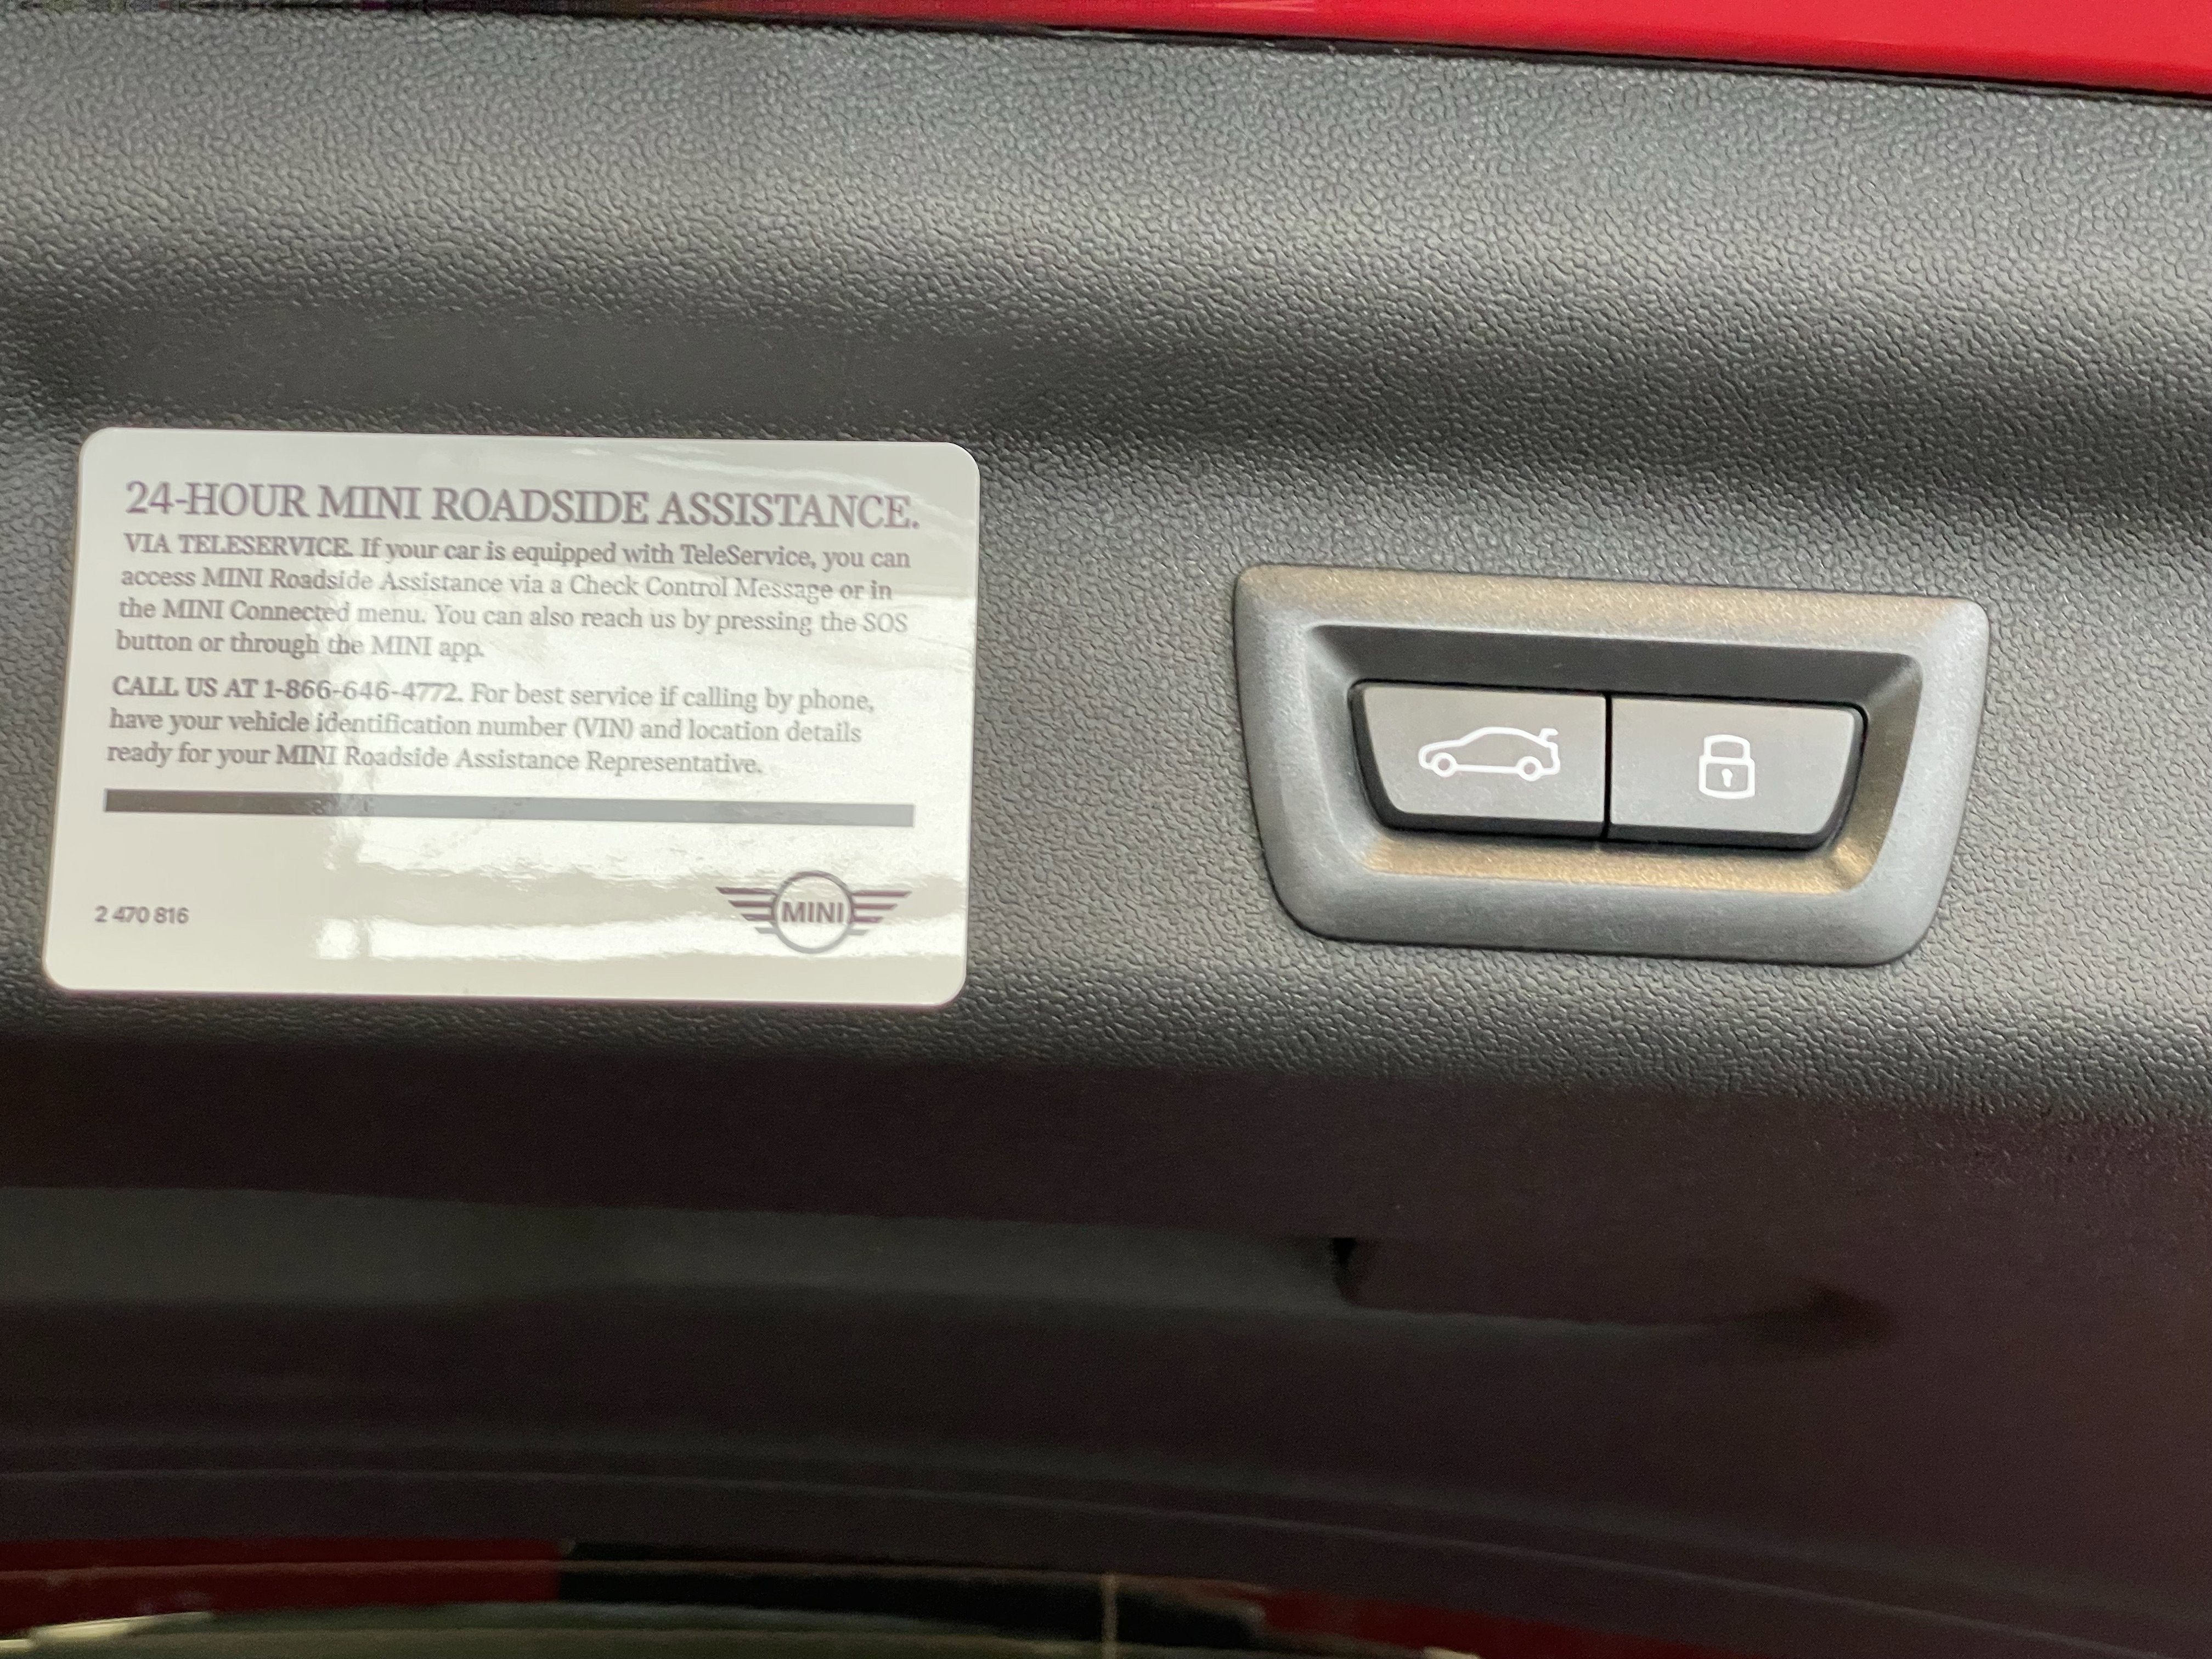 24-HOUR MINI ROADSIDE ASSISTANCE.
VIA TELESERVICE. If your car is equipped with TeleService, you can
access MINI Roadside Assistance via a Check Control Message or in
the MINI Connected menu. You can also reach us by pressing the SOS
button or through the MINI app.
CALL US AT 1-866-646-4772. For best service if calling by phone,
have your vehicle identification number (VIN) and location details
ready for your MINI Roadside Assistance Representative.
2 470 816
MINI